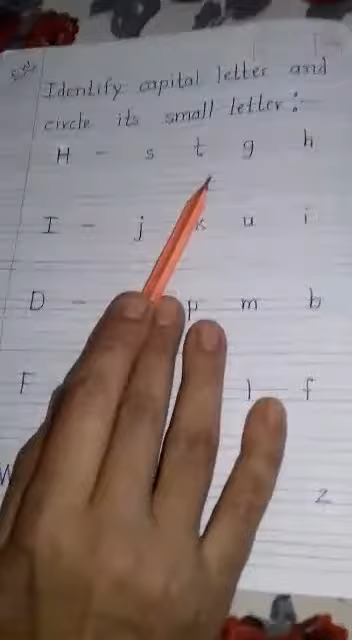 Identify capital letter and
circle its small letter :-
H - s t g h
I - j k u i
D - p m b
F l f
W z